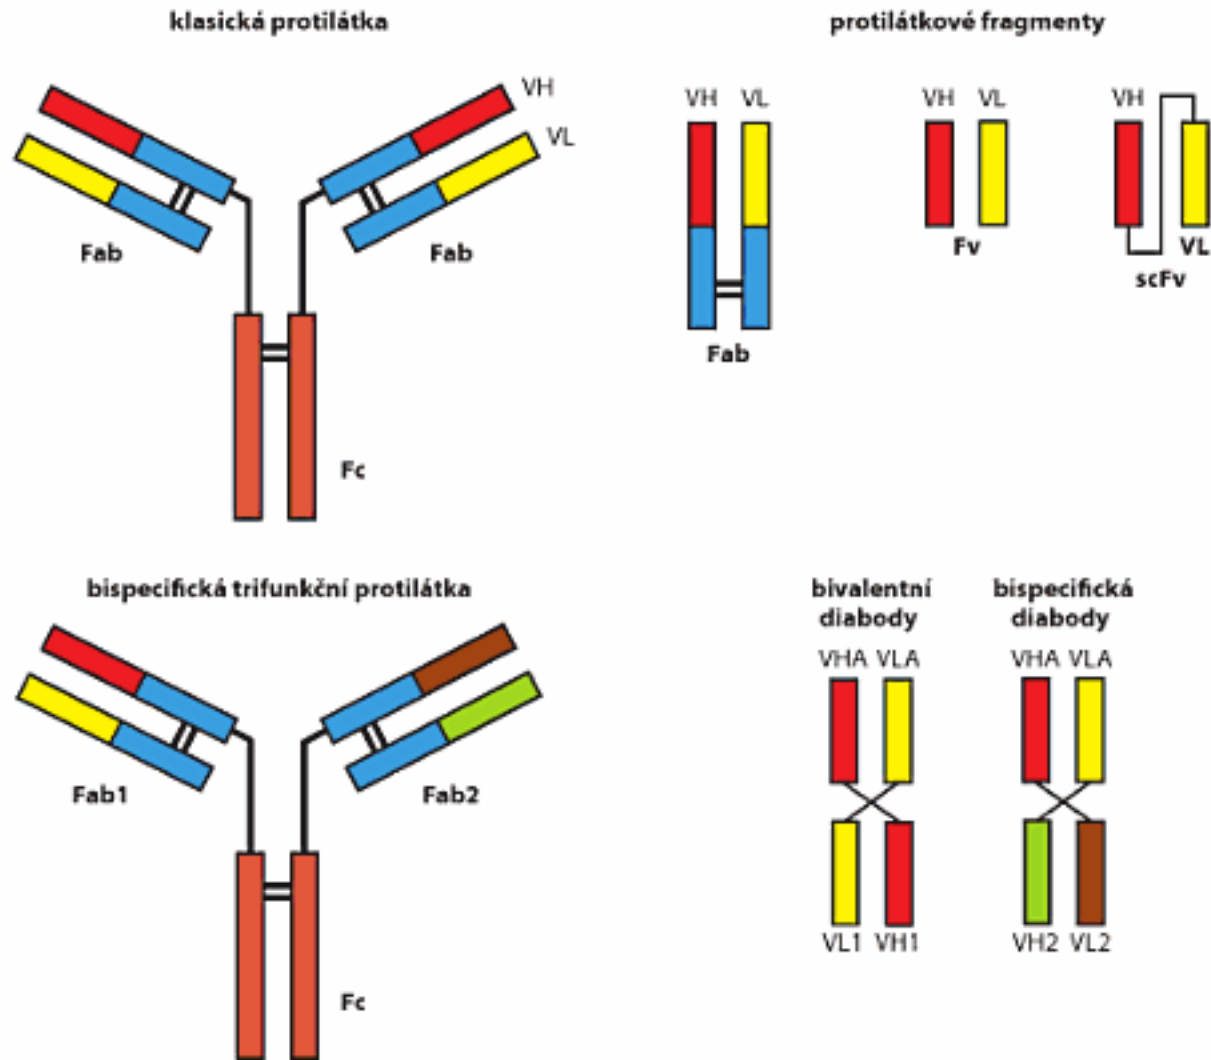 klasická protilátka
VH
VL
Fab
Fab
Fc
protilátkové fragmenty
VH VL
Fab
VH VL
Fv
VH
VL
scFv
bispecifická trifunkční protilátka
Fab1
Fab2
Fc
bivalentní
diabody
VHA VLA
VL1 VH1
bispecifická
diabody
VHA VLA
VH2 VL2